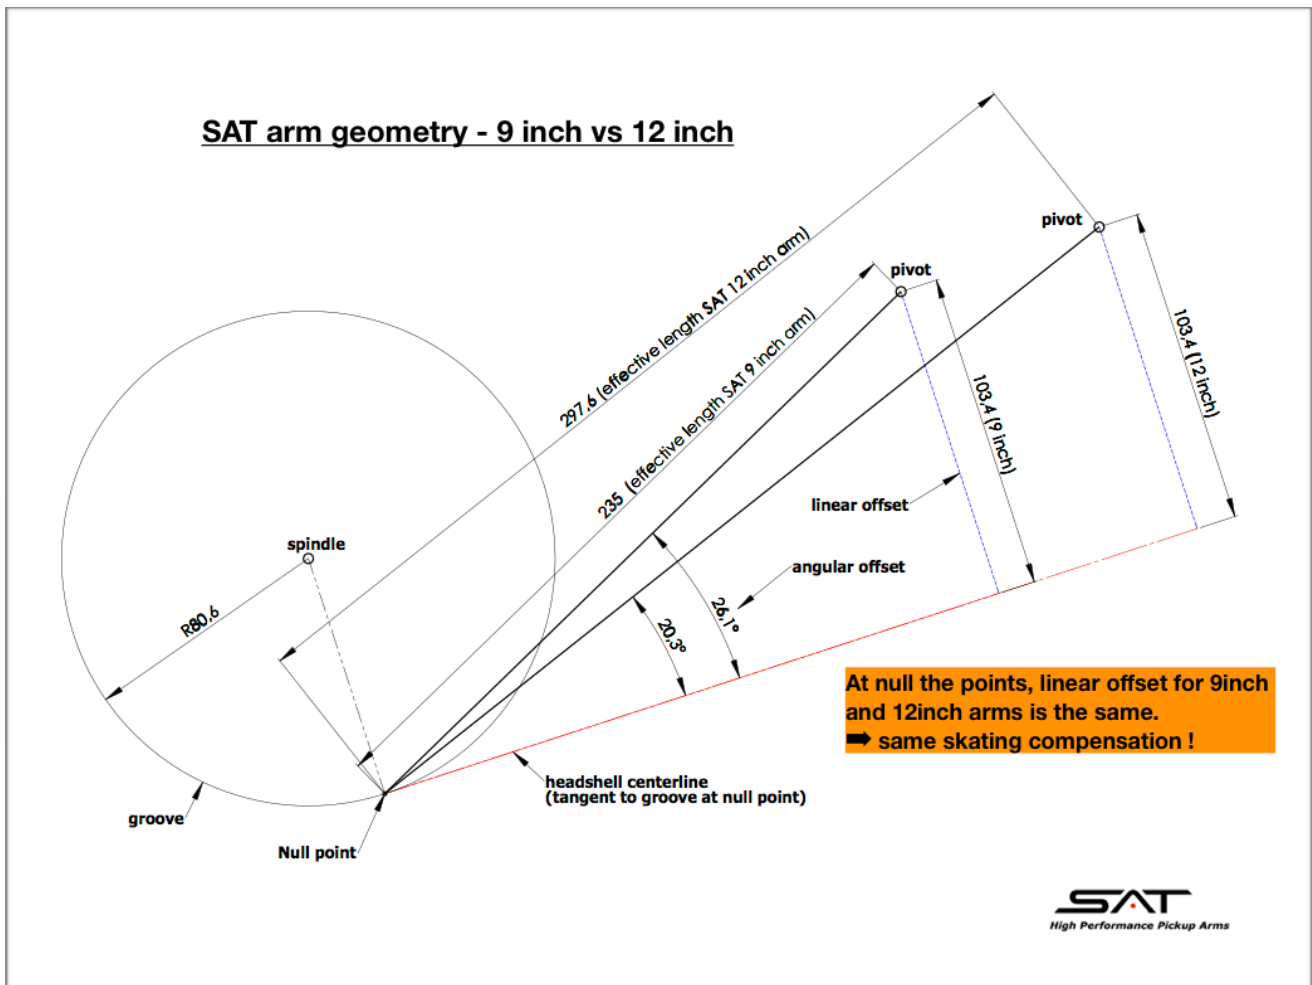 SAT arm geometry - 9 inch vs 12 inch
pivot
pivot
297,6 (effective length SAT 12 inch arm)
235 (effective length SAT 9 inch arm)
103,4 (9 inch)
103,4 (12 inch)
linear offset
spindle
angular offset
R80,6
26,1°
20,3°
At null the points, linear offset for 9inch
and 12inch arms is the same.
➡ same skating compensation !
headshell centerline
(tangent to groove at null point)
groove
Null point
SAT
High Performance Pickup Arms